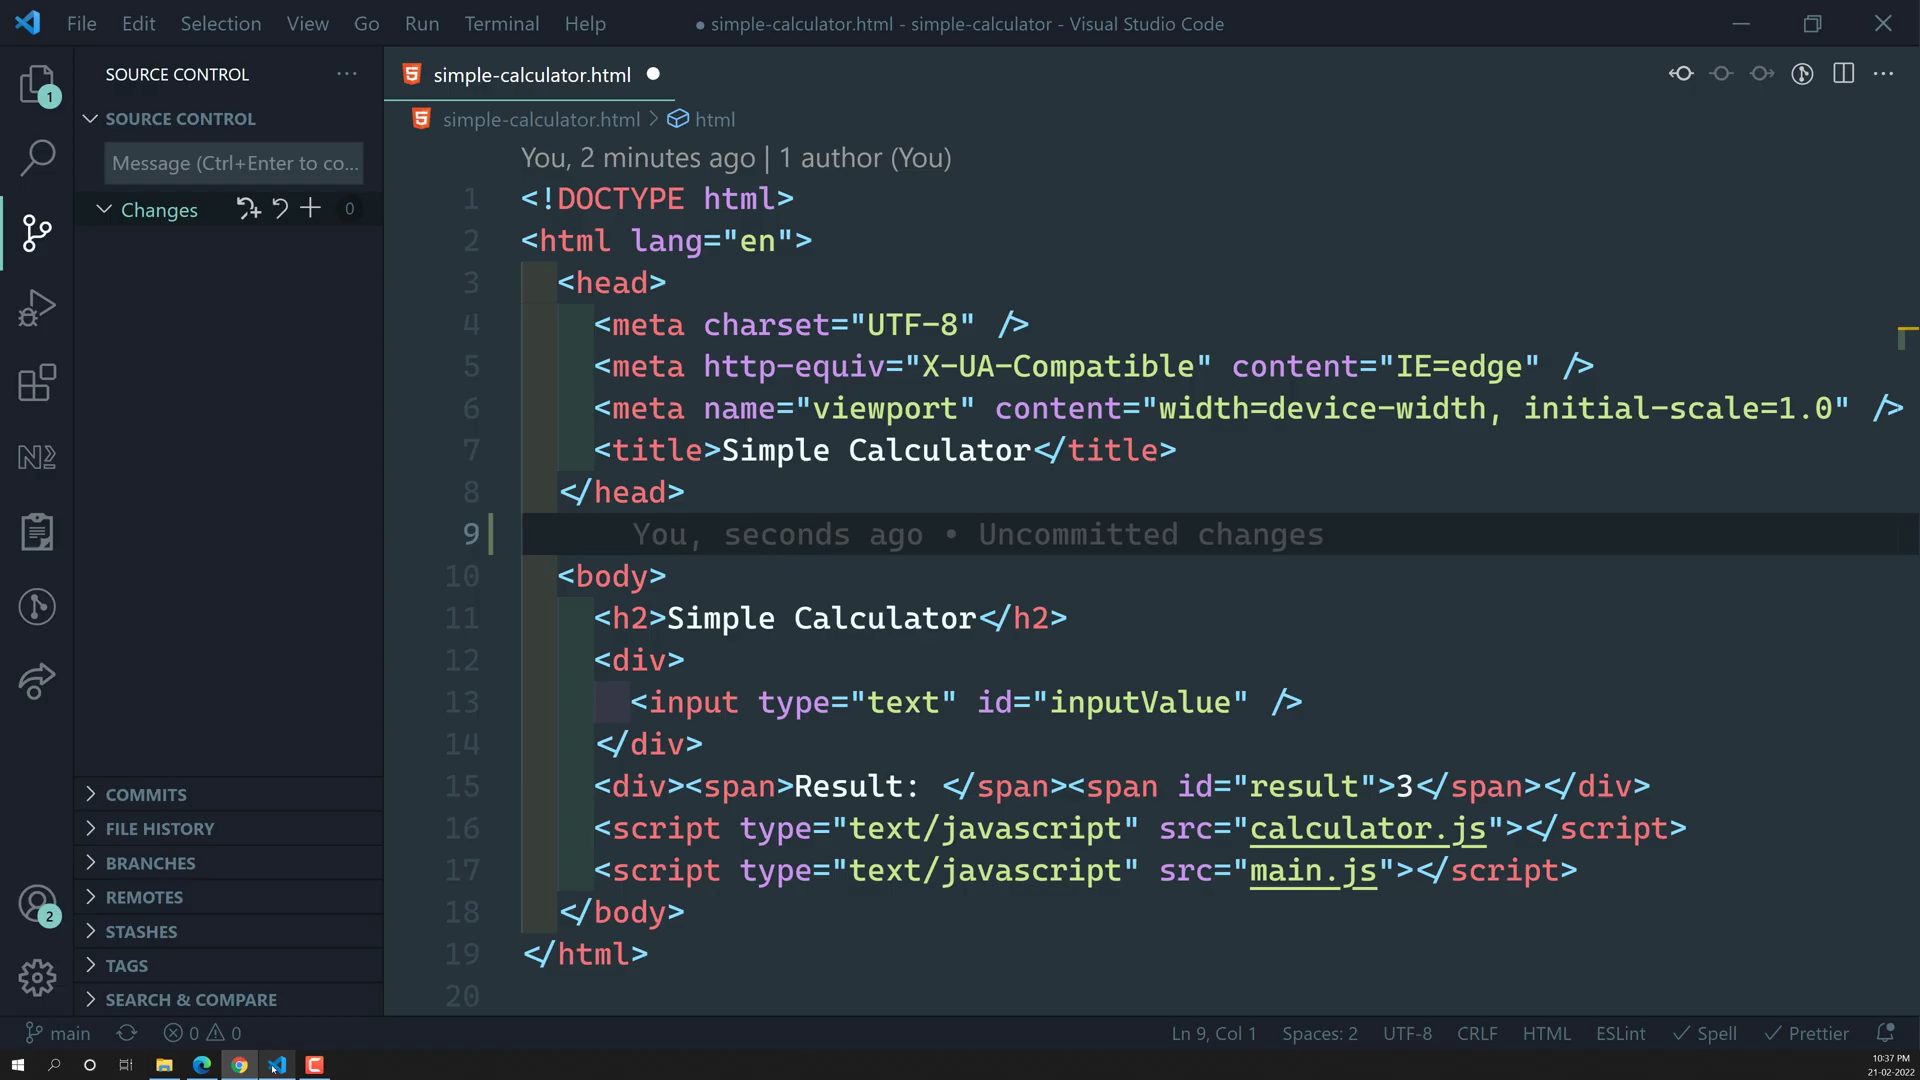 File Edit Selection View Go Run Terminal Help
● simple-calculator.html - simple-calculator - Visual Studio Code
SOURCE CONTROL
simple-calculator.html
1
SOURCE CONTROL
simple-calculator.html > html
Message (Ctrl+Enter to co...
Changes 0
You, 2 minutes ago | 1 author (You)
1 <!DOCTYPE html>
2 <html lang="en">
3 <head>
4 <meta charset="UTF-8" />
5 <meta http-equiv="X-UA-Compatible" content="IE=edge" />
6 <meta name="viewport" content="width=device-width, initial-scale=1.0" />
7 <title>Simple Calculator</title>
8 </head>
9 You, seconds ago • Uncommitted changes
10 <body>
11 <h2>Simple Calculator</h2>
12 <div>
13 <input type="text" id="inputValue" />
14 </div>
15 <div><span>Result: </span><span id="result">3</span></div>
16 <script type="text/javascript" src="calculator.js"></script>
17 <script type="text/javascript" src="main.js"></script>
18 </body>
19 </html>
20
COMMITS
FILE HISTORY
BRANCHES
REMOTES
STASHES
TAGS
SEARCH & COMPARE
2
main 0 0
Ln 9, Col 1 Spaces: 2 UTF-8 CRLF HTML ESLint Spell Prettier
10:37 PM
21-02-2022